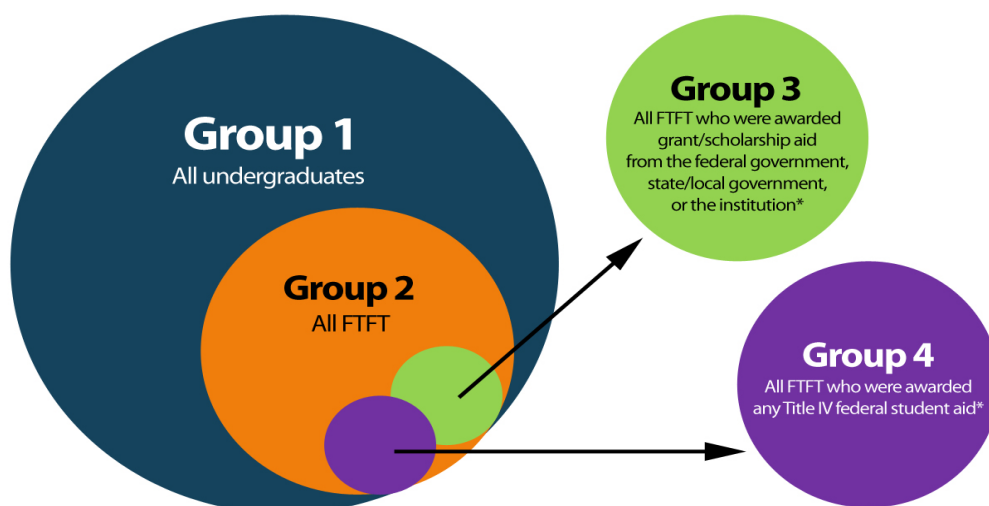 Group 1
All undergraduates
Group 2
All FTFT
Group 3
All FTFT who were awarded
grant/scholarship aid
from the federal government,
state/local government,
or the institution*
Group 4
All FTFT who were awarded
any Title IV federal student aid*